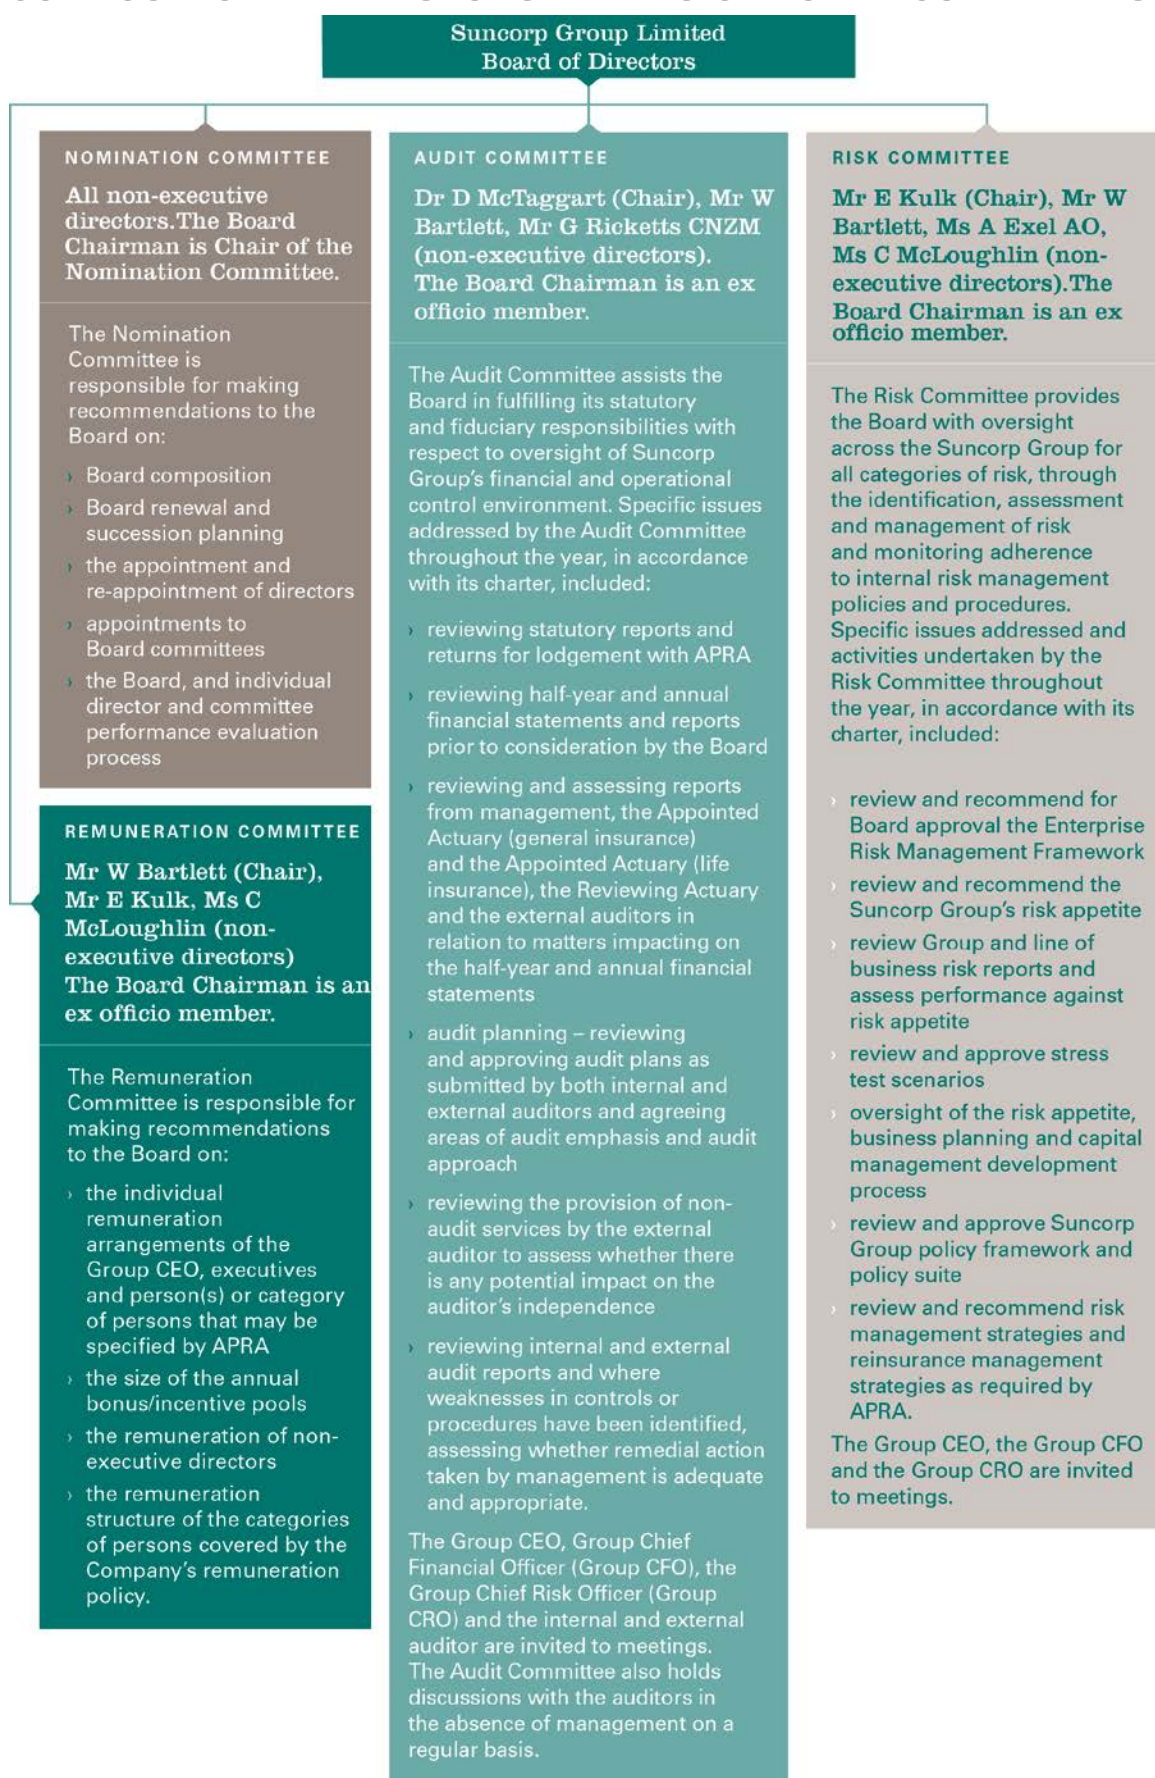 Suncorp Group Limited
Board of Directors
NOMINATION COMMITTEE
All non-executive
directors.The Board
Chairman is Chair of the
Nomination Committee.
The Nomination
Committee is
responsible for making
recommendations to the
Board on:
› Board composition
› Board renewal and
succession planning
› the appointment and
re-appointment of directors
› appointments to
Board committees
› the Board, and individual
director and committee
performance evaluation
process
REMUNERATION COMMITTEE
Mr W Bartlett (Chair),
Mr E Kulk, Ms C
McLoughlin (non-
executive directors)
The Board Chairman is an
ex officio member.
The Remuneration
Committee is responsible for
making recommendations
to the Board on:
› the individual
remuneration
arrangements of the
Group CEO, executives
and person(s) or category
of persons that may be
specified by APRA
› the size of the annual
bonus/incentive pools
› the remuneration of non-
executive directors
› the remuneration
structure of the categories
of persons covered by the
Company's remuneration
policy.
AUDIT COMMITTEE
Dr D McTaggart (Chair), Mr W
Bartlett, Mr G Ricketts CNZM
(non-executive directors).
The Board Chairman is an ex
officio member.
The Audit Committee assists the
Board in fulfilling its statutory
and fiduciary responsibilities with
respect to oversight of Suncorp
Group's financial and operational
control environment. Specific issues
addressed by the Audit Committee
throughout the year, in accordance
with its charter, included:
› reviewing statutory reports and
returns for lodgement with APRA
› reviewing half-year and annual
financial statements and reports
prior to consideration by the Board
› reviewing and assessing reports
from management, the Appointed
Actuary (general insurance)
and the Appointed Actuary (life
insurance), the Reviewing Actuary
and the external auditors in
relation to matters impacting on
the half-year and annual financial
statements
› audit planning – reviewing
and approving audit plans as
submitted by both internal and
external auditors and agreeing
areas of audit emphasis and audit
approach
› reviewing the provision of non-
audit services by the external
auditor to assess whether there
is any potential impact on the
auditor's independence
› reviewing internal and external
audit reports and where
weaknesses in controls or
procedures have been identified,
assessing whether remedial action
taken by management is adequate
and appropriate.
The Group CEO, Group Chief
Financial Officer (Group CFO), the
Group Chief Risk Officer (Group
CRO) and the internal and external
auditor are invited to meetings.
The Audit Committee also holds
discussions with the auditors in
the absence of management on a
regular basis.
RISK COMMITTEE
Mr E Kulk (Chair), Mr W
Bartlett, Ms A Exel AO,
Ms C McLoughlin (non-
executive directors).The
Board Chairman is an ex
officio member.
The Risk Committee provides
the Board with oversight
across the Suncorp Group for
all categories of risk, through
the identification, assessment
and management of risk
and monitoring adherence
to internal risk management
policies and procedures.
Specific issues addressed and
activities undertaken by the
Risk Committee throughout
the year, in accordance with its
charter, included:
› review and recommend for
Board approval the Enterprise
Risk Management Framework
› review and recommend the
Suncorp Group's risk appetite
› review Group and line of
business risk reports and
assess performance against
risk appetite
› review and approve stress
test scenarios
› oversight of the risk appetite,
business planning and capital
management development
process
› review and approve Suncorp
Group policy framework and
policy suite
› review and recommend risk
management strategies and
reinsurance management
strategies as required by
APRA.
The Group CEO, the Group CFO
and the Group CRO are invited
to meetings.